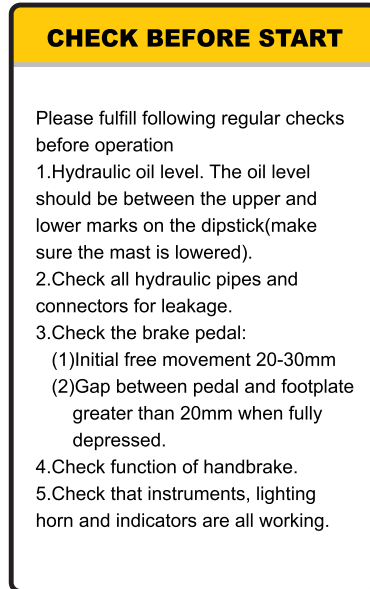 CHECK BEFORE START
Please fulfill following regular checks
before operation
1.Hydraulic oil level. The oil level
should be between the upper and
lower marks on the dipstick(make
sure the mast is lowered).
2.Check all hydraulic pipes and
connectors for leakage.
3.Check the brake pedal:
(1)Initial free movement 20-30mm
(2)Gap between pedal and footplate
greater than 20mm when fully
depressed.
4.Check function of handbrake.
5.Check that instruments, lighting
horn and indicators are all working.